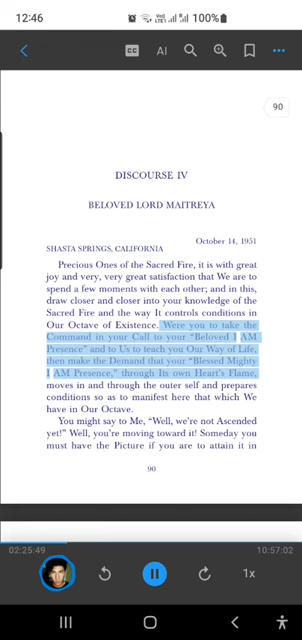 12:46
100%
AI
90
DISCOURSE IV
BELOVED LORD MAITREYA
October 14, 1951
SHASTA SPRINGS, CALIFORNIA
Precious Ones of the Sacred Fire, it is with great
joy and very, very great satisfaction that We are to
spend a few moments with each other; and in this,
draw closer and closer into your knowledge of the
Sacred Fire and the way It controls conditions in
Our Octave of Existence. Were you to take the
Command in your Call to your “Beloved I AM
Presence” and to Us to teach you Our Way of Life,
then make the Demand that your “Blessed Mighty
I AM Presence,” through Its own Heart’s Flame,
moves in and through the outer self and prepares
conditions so as to manifest here that which We
have in Our Octave.
You might say to Me, “Well, we’re not Ascended
yet!” Well, you’re moving toward it! Someday you
must have the Picture if you are to attain it in
90
02:25:49
10:57:02
1x